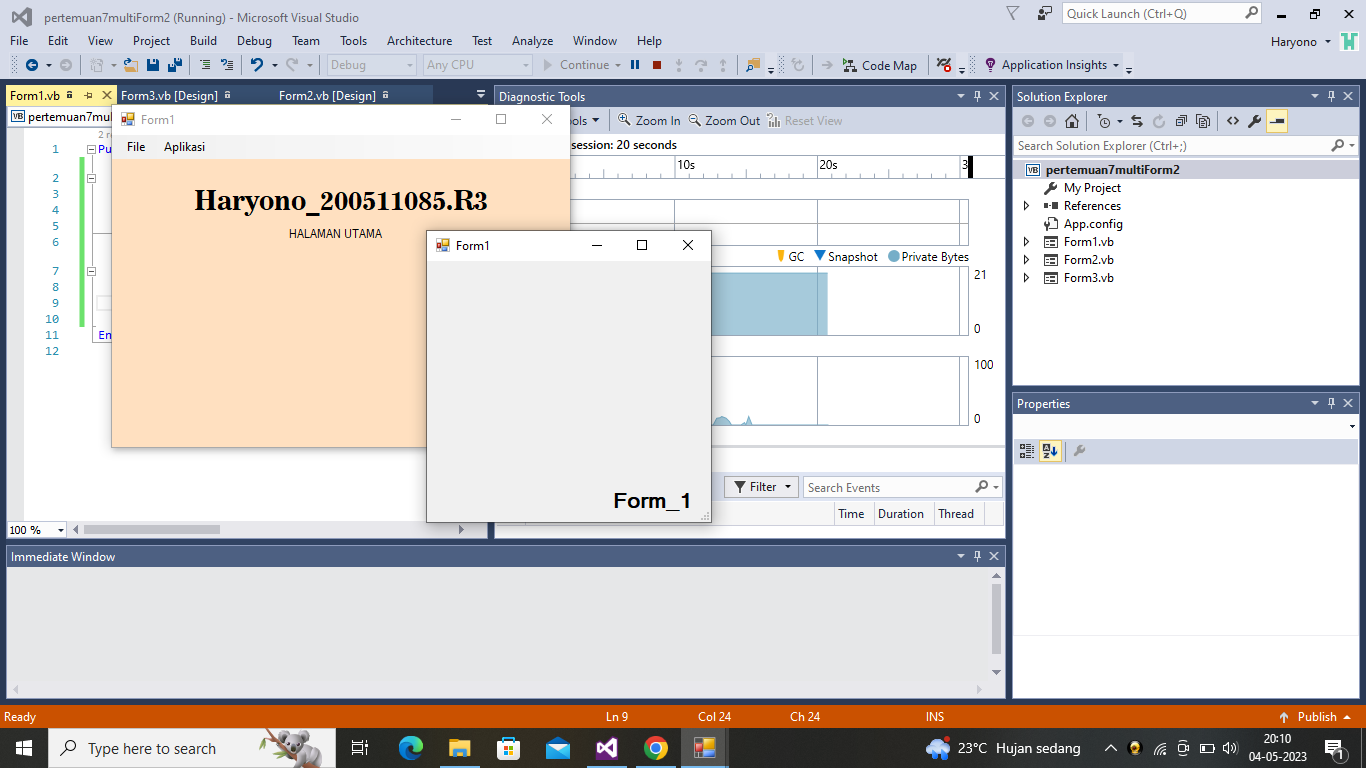 pertemuan7multiForm2 (Running) - Microsoft Visual Studio
Quick Launch (Ctrl+Q)
File Edit View Project Build Debug Team Tools Architecture Test Analyze Window Help
Haryono
Debug Any CPU Continue Code Map Application Insights
Form1.vb Form3.vb [Design] Form2.vb [Design]
VB pertemuan7mul
2 r
1 Pu
2
3
4
5
6
7
8
9
10
11 En
12
100 %
Form1
File Aplikasi
Haryono_200511085.R3
HALAMAN UTAMA
Form1
Form_1
Diagnostic Tools
ols Zoom In Zoom Out Reset View
session: 20 seconds
10s 20s 3
GC Snapshot Private Bytes
21
0
100
0
Filter Search Events
Time Duration Thread
Solution Explorer
Search Solution Explorer (Ctrl+;)
VB pertemuan7multiForm2
My Project
References
App.config
Form1.vb
Form2.vb
Form3.vb
Properties
Immediate Window
Ready Ln 9 Col 24 Ch 24 INS Publish
Type here to search
23°C Hujan sedang
20:10
04-05-2023
1